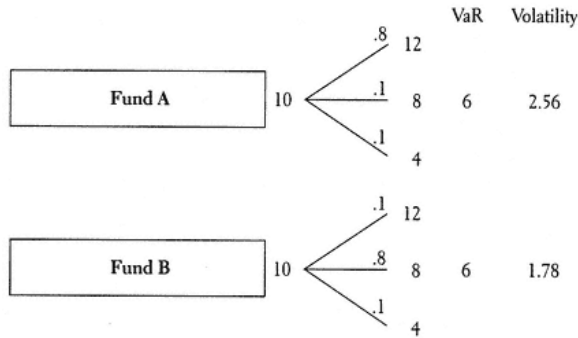 VaR Volatility
.8 12
Fund A 10 .1 8 6 2.56
.1 4
.1 12
Fund B 10 .8 8 6 1.78
.1 4